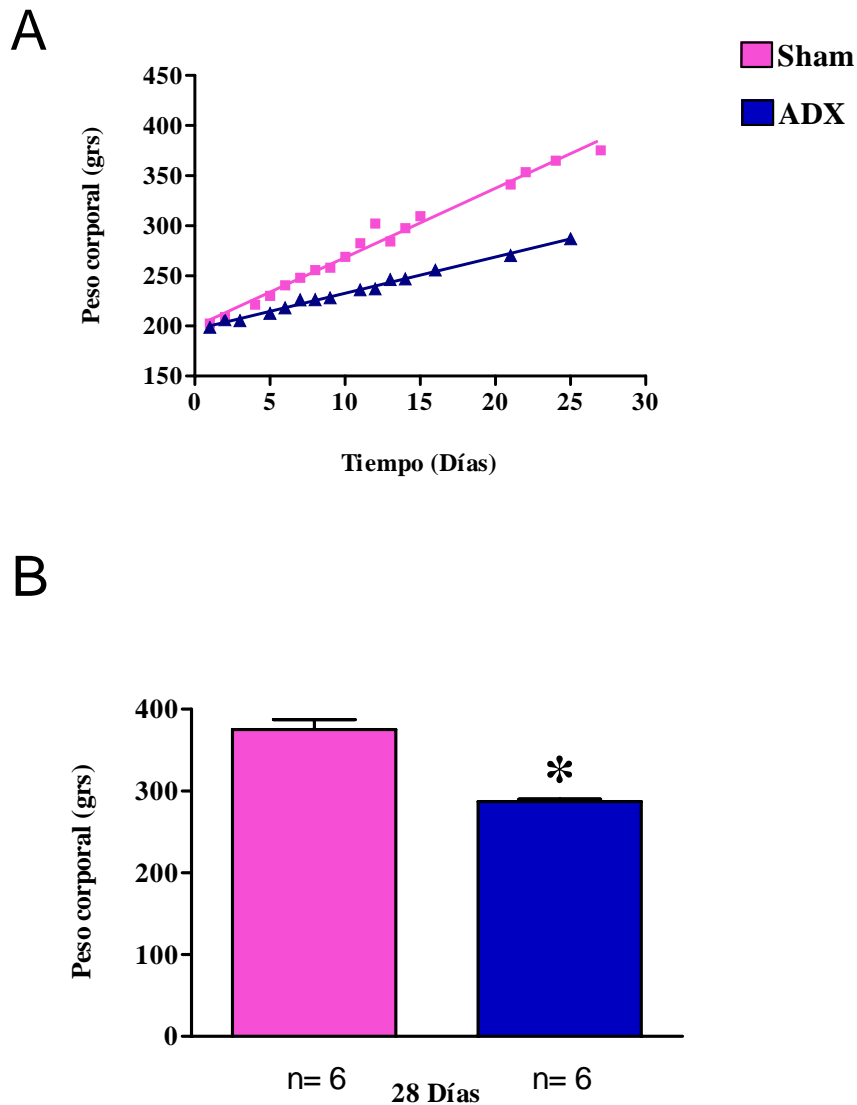 A
Sham
ADX
450
400
350
300
250
200
150
Peso corporal (grs)
0 5 10 15 20 25 30
Tiempo (Días)
B
400
300
200
100
0
Peso corporal (grs)
*
n= 6 n= 6
28 Días